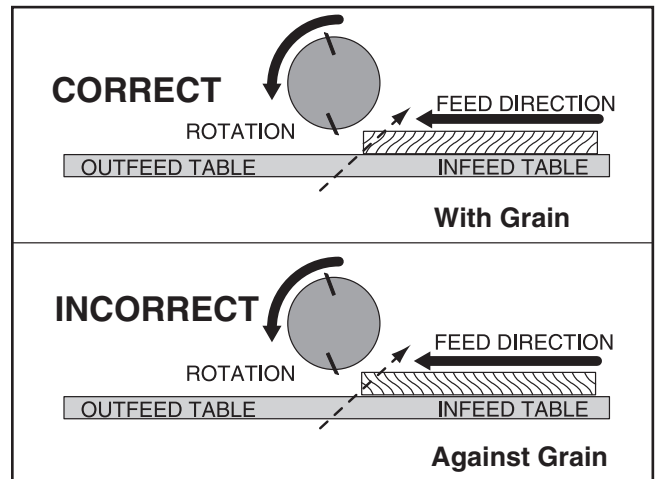 CORRECT
FEED DIRECTION
ROTATION
OUTFEED TABLE
INFEED TABLE
With Grain
INCORRECT
FEED DIRECTION
ROTATION
OUTFEED TABLE
INFEED TABLE
Against Grain